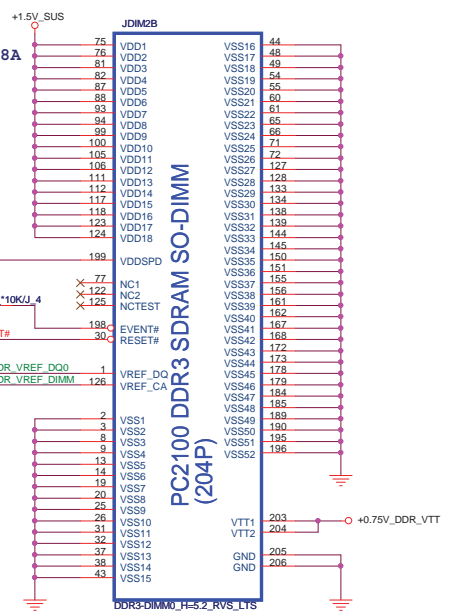 +1.5V_SUS
JDIM2B
8A
75 VDD1 VSS16 44
76 VDD2 VSS17 48
81 VDD3 VSS18 49
82 VDD4 VSS19 54
87 VDD5 VSS20 55
88 VDD6 VSS21 60
93 VDD7 VSS22 61
94 VDD8 VSS23 65
99 VDD9 VSS24 66
100 VDD10 VSS25 71
105 VDD11 VSS26 72
106 VDD12 VSS27 127
111 VDD13 VSS28 128
112 VDD14 VSS29 133
117 VDD15 VSS30 134
118 VDD16 VSS31 138
123 VDD17 VSS32 139
124 VDD18 VSS33 144
VSS34 145
199 VDDSPD VSS35 150
VSS36 151
77 NC1 VSS37 155
122 NC2 VSS38 156
125 NCTEST VSS39 161
*10K/J_4
VSS40 162
198 EVENT# VSS41 167
30 RESET# VSS42 168
T#
VSS43 172
VSS44 173
DR_VREF_DQ0 1 VREF_DQ VSS45 178
DR_VREF_DIMM 126 VREF_CA VSS46 179
VSS47 184
VSS48 185
2 VSS1 VSS49 189
3 VSS2 VSS50 190
8 VSS3 VSS51 195
9 VSS4 VSS52 196
13 VSS5
14 VSS6
19 VSS7
20 VSS8
25 VSS9
26 VSS10 VTT1 203
31 VSS11 VTT2 204
+0.75V_DDR_VTT
32 VSS12
37 VSS13 GND 205
38 VSS14 GND 206
43 VSS15
PC2100 DDR3 SDRAM SO-DIMM
(204P)
DDR3-DIMM0_H=5.2_RVS_LTS